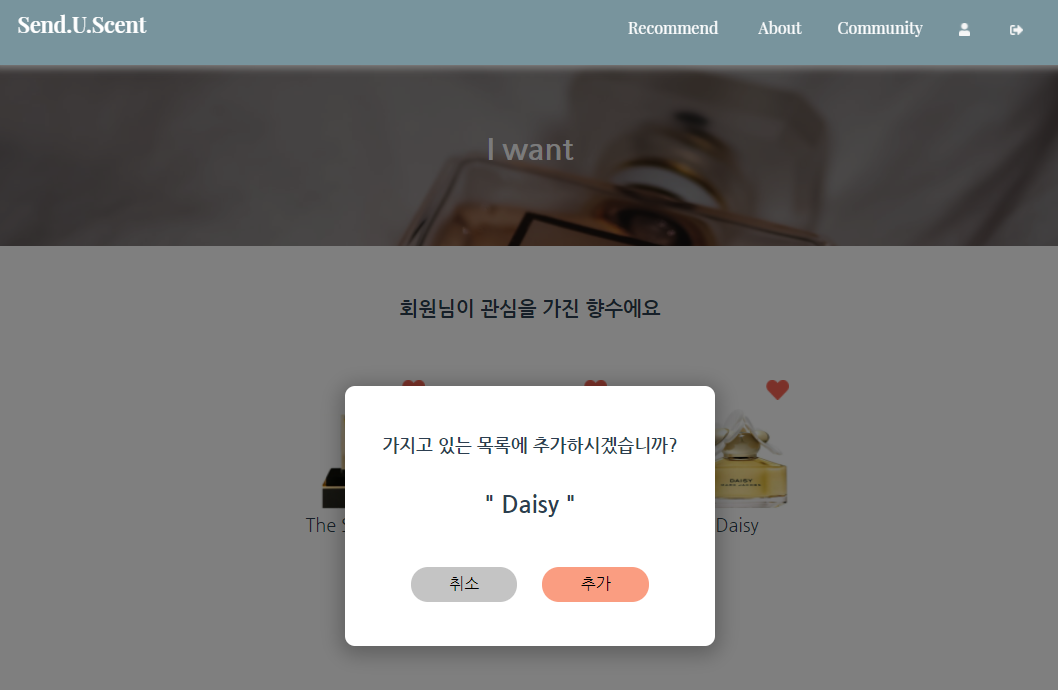 Send.U.Scent
Recommend About Community
I want
회원님이 관심을 가진 향수에요
가지고 있는 목록에 추가하시겠습니까?
" Daisy "
DAISY
The
Daisy
취소 추가